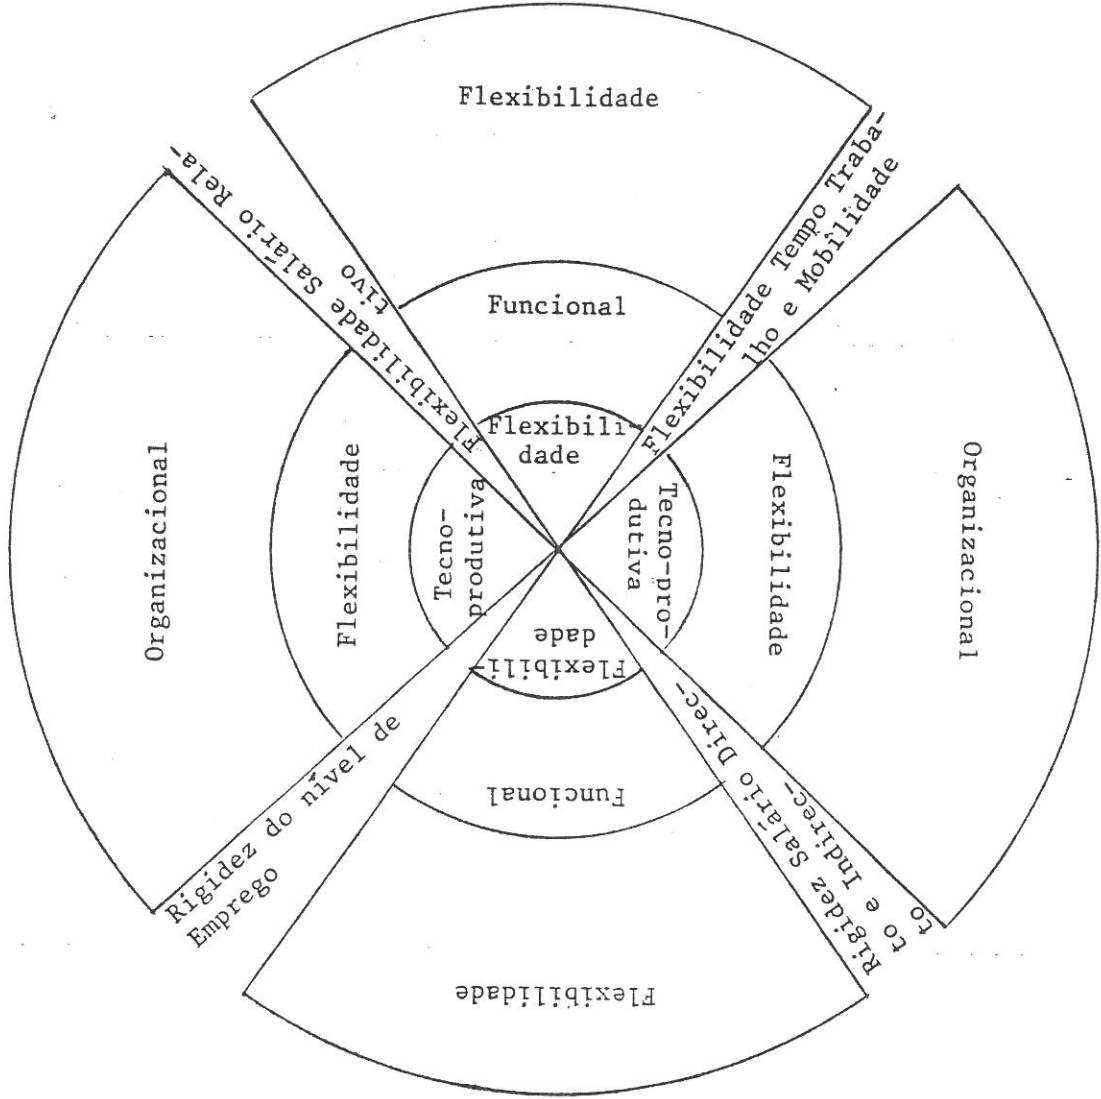 Flexibilidade
Funcional
Flexibili-
dade
Flexibilidade Tempo Traba-
lho e Mobilidade
Organizacional
Flexibilidade
Tecno-pro-
dutiva
Rigidez Salário Direc-
to e Indirec-
to
Flexibili-
dade
Funcional
Flexibilidade
Rigidez do nível de
Emprego
Tecno-
produtiva
Flexibilidade
Organizacional
Flexibilidade Salário Rela-
tivo